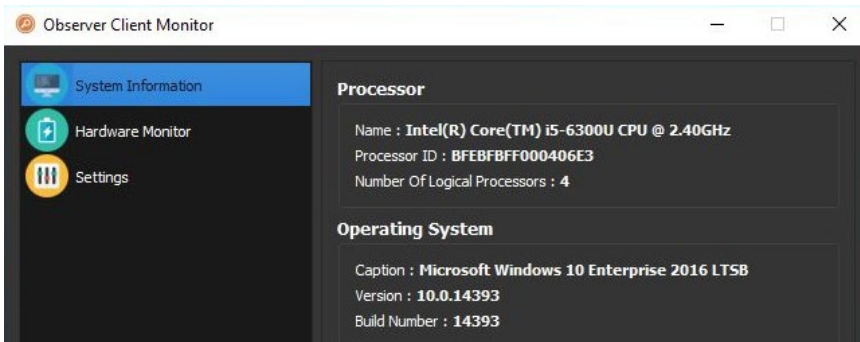 Observer Client Monitor
System Information
Hardware Monitor
Settings
Processor
Name : Intel(R) Core(TM) i5-6300U CPU @ 2.40GHz
Processor ID : BFEBFBFF000406E3
Number Of Logical Processors : 4
Operating System
Caption : Microsoft Windows 10 Enterprise 2016 LTSB
Version : 10.0.14393
Build Number : 14393